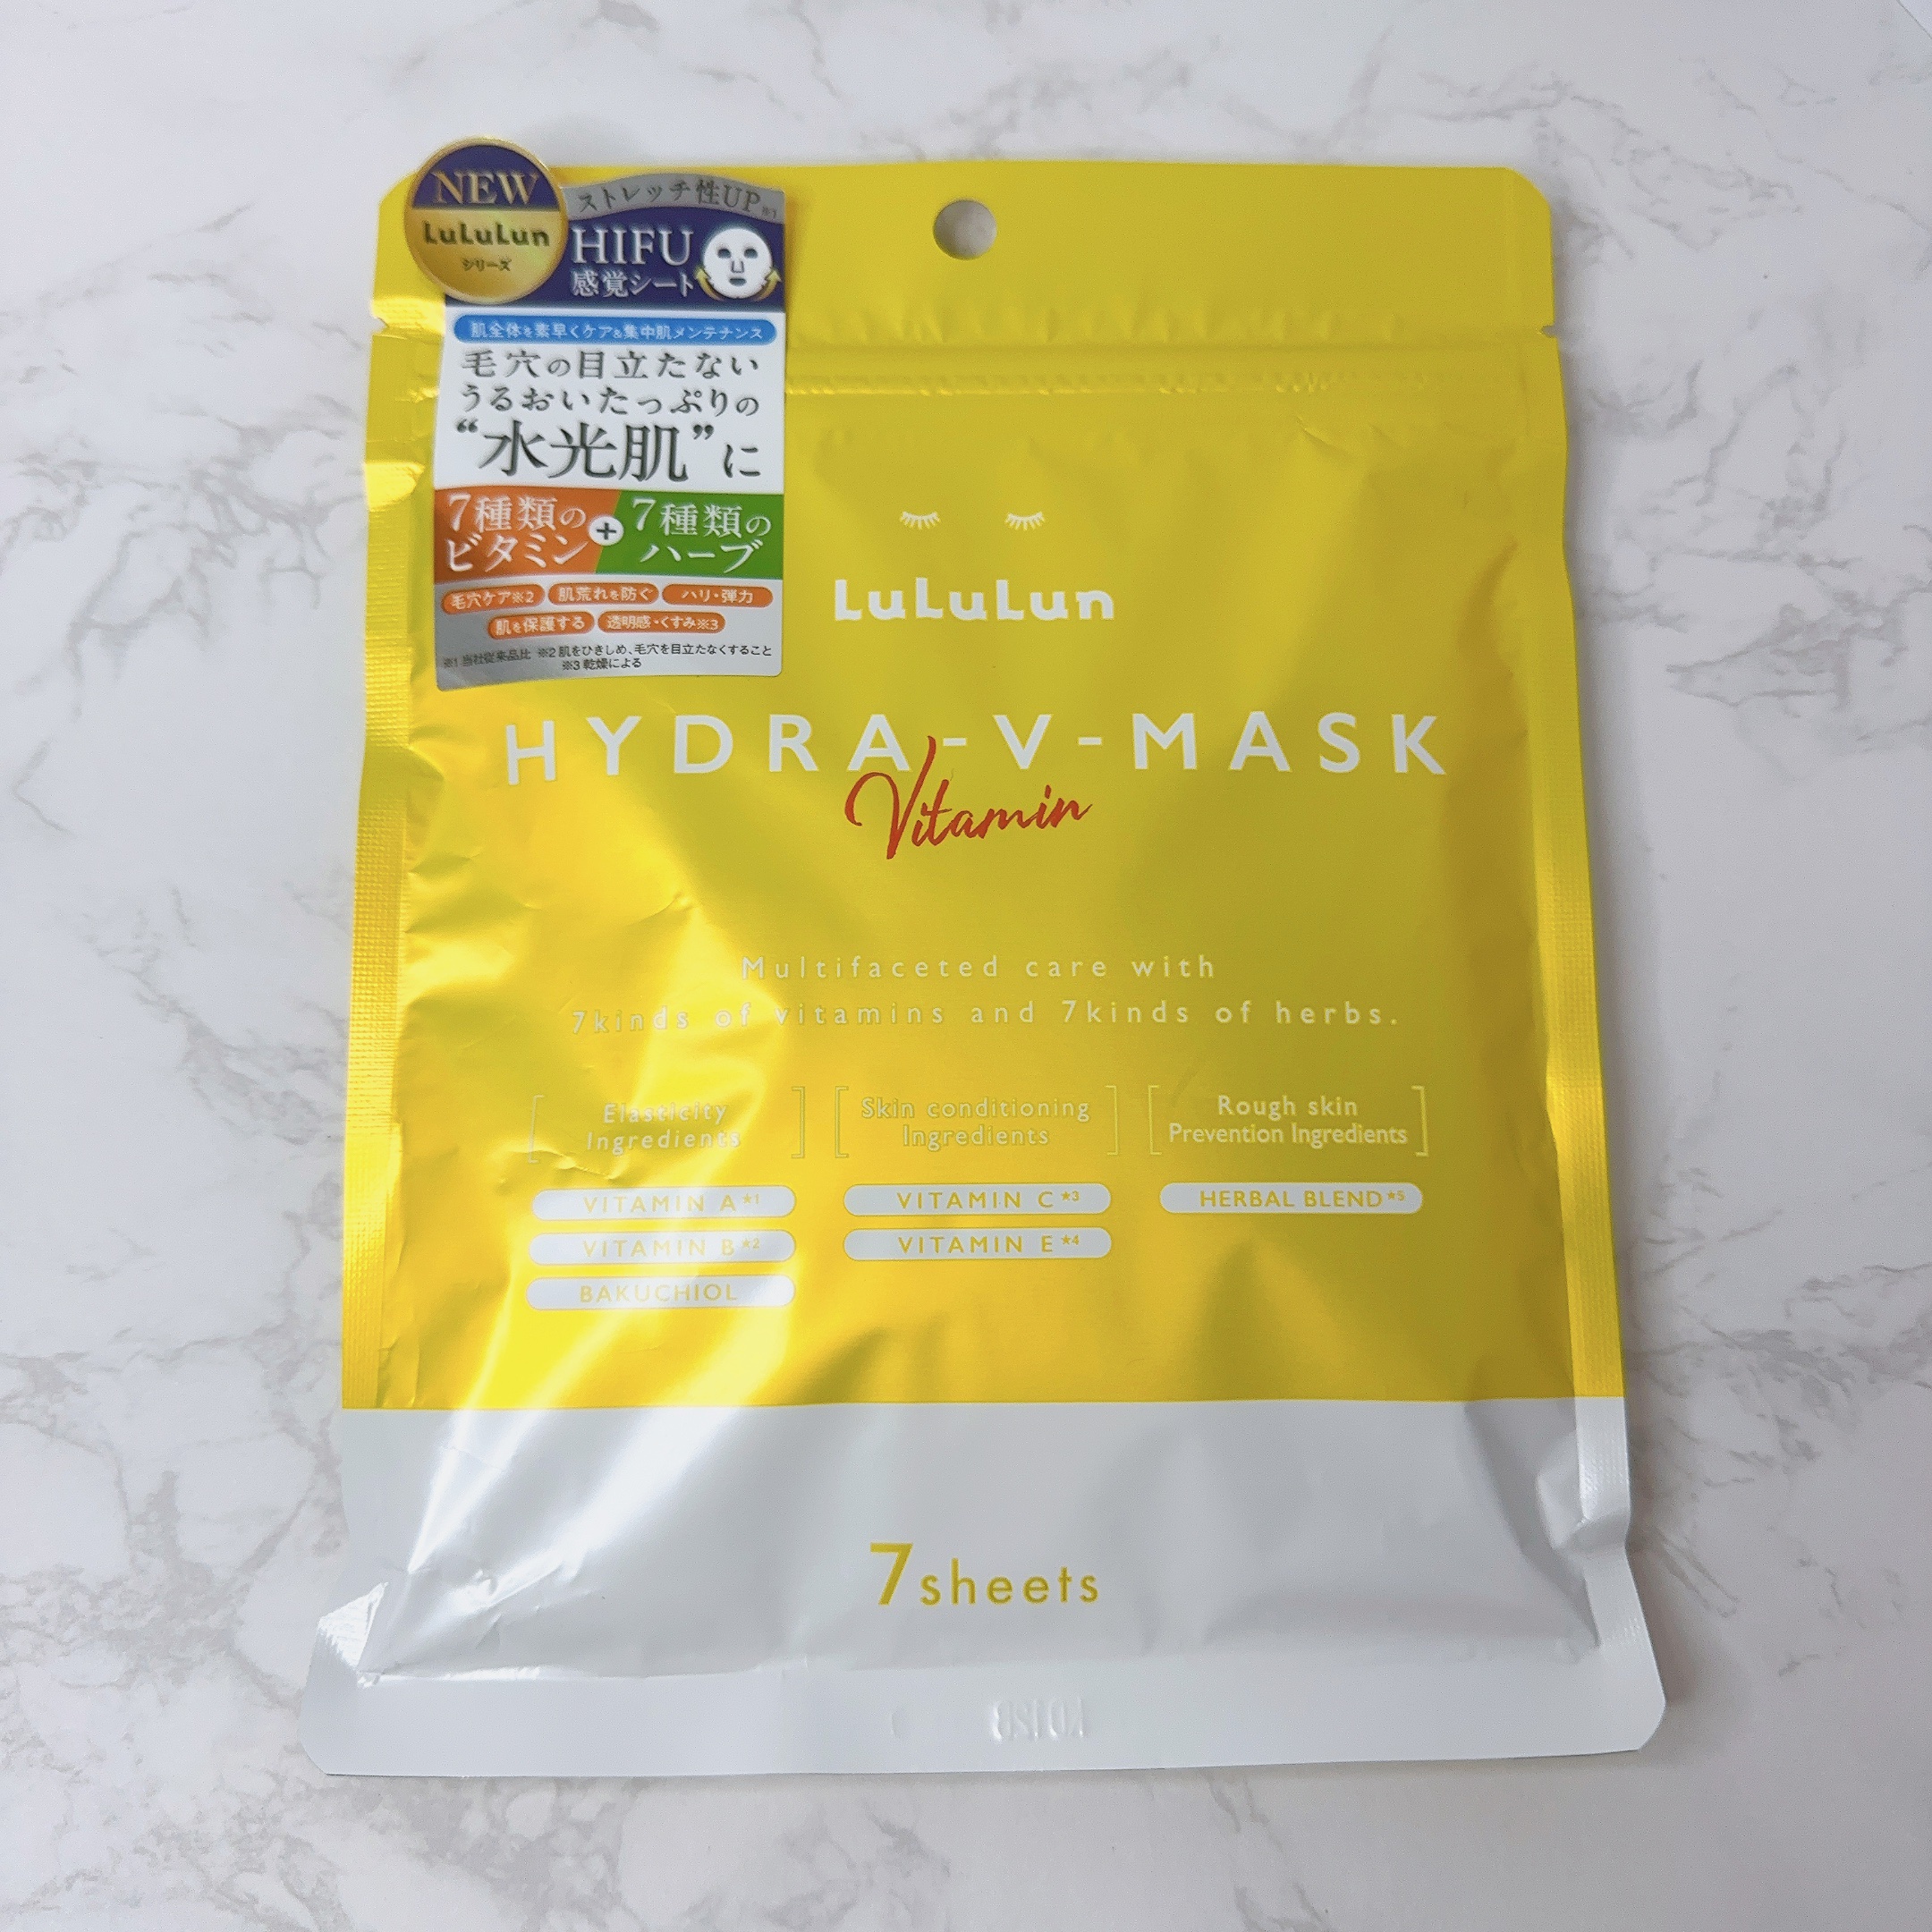 NEW
LuLuLun
シリーズ
ストレッチ性UP※1
HIFU
感覚シート
肌全体を素早くケア&集中肌メンテナンス
毛穴の目立たない
うるおいたっぷりの
“水光肌”に
7種類の
ビタミン
+
7種類の
ハーブ
毛穴ケア※2 肌荒れを防ぐ ハリ・弾力
肌を保護する 透明感・くすみ※3
※1 当社従来品比 ※2 肌をひきしめ、毛穴を目立たなくすること
※3 乾燥による
LuLuLun
HYDRA-V-MASK
Vitamin
Multifaceted care with
7kinds of vitamins and 7kinds of herbs.
Elasticity
Ingredients
VITAMIN A★1
VITAMIN B★2
BAKUCHIOL
Skin conditioning
Ingredients
VITAMIN C★3
VITAMIN E★4
Rough skin
Prevention Ingredients
HERBAL BLEND★5
7sheets